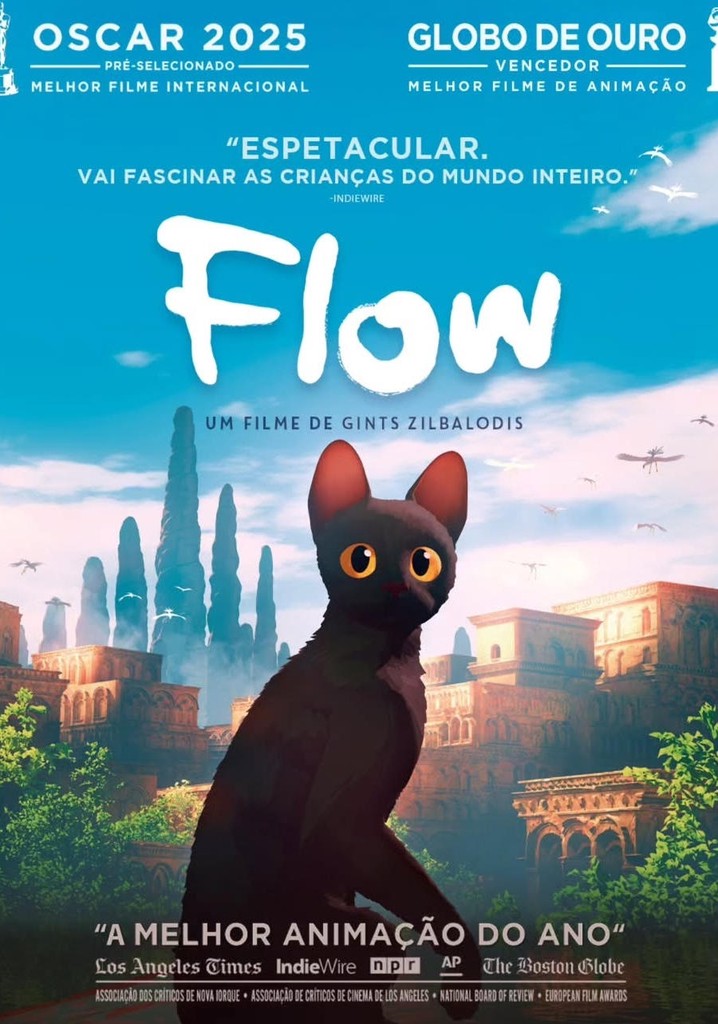 OSCAR 2025
PRÉ-SELECIONADO
MELHOR FILME INTERNACIONAL
GLOBO DE OURO
VENCEDOR
MELHOR FILME DE ANIMAÇÃO
“ESPETACULAR.
VAI FASCINAR AS CRIANÇAS DO MUNDO INTEIRO.”
-INDIEWIRE
Flow
UM FILME DE GINTS ZILBALODIS
“A MELHOR ANIMAÇÃO DO ANO“
Los Angeles Times IndieWire npr AP The Boston Globe
ASSOCIAÇÃO DOS CRÍTICOS DE NOVA IORQUE • ASSOCIAÇÃO DE CRÍTICOS DE CINEMA DE LOS ANGELES • NATIONAL BOARD OF REVIEW • EUROPEAN FILM AWARDS